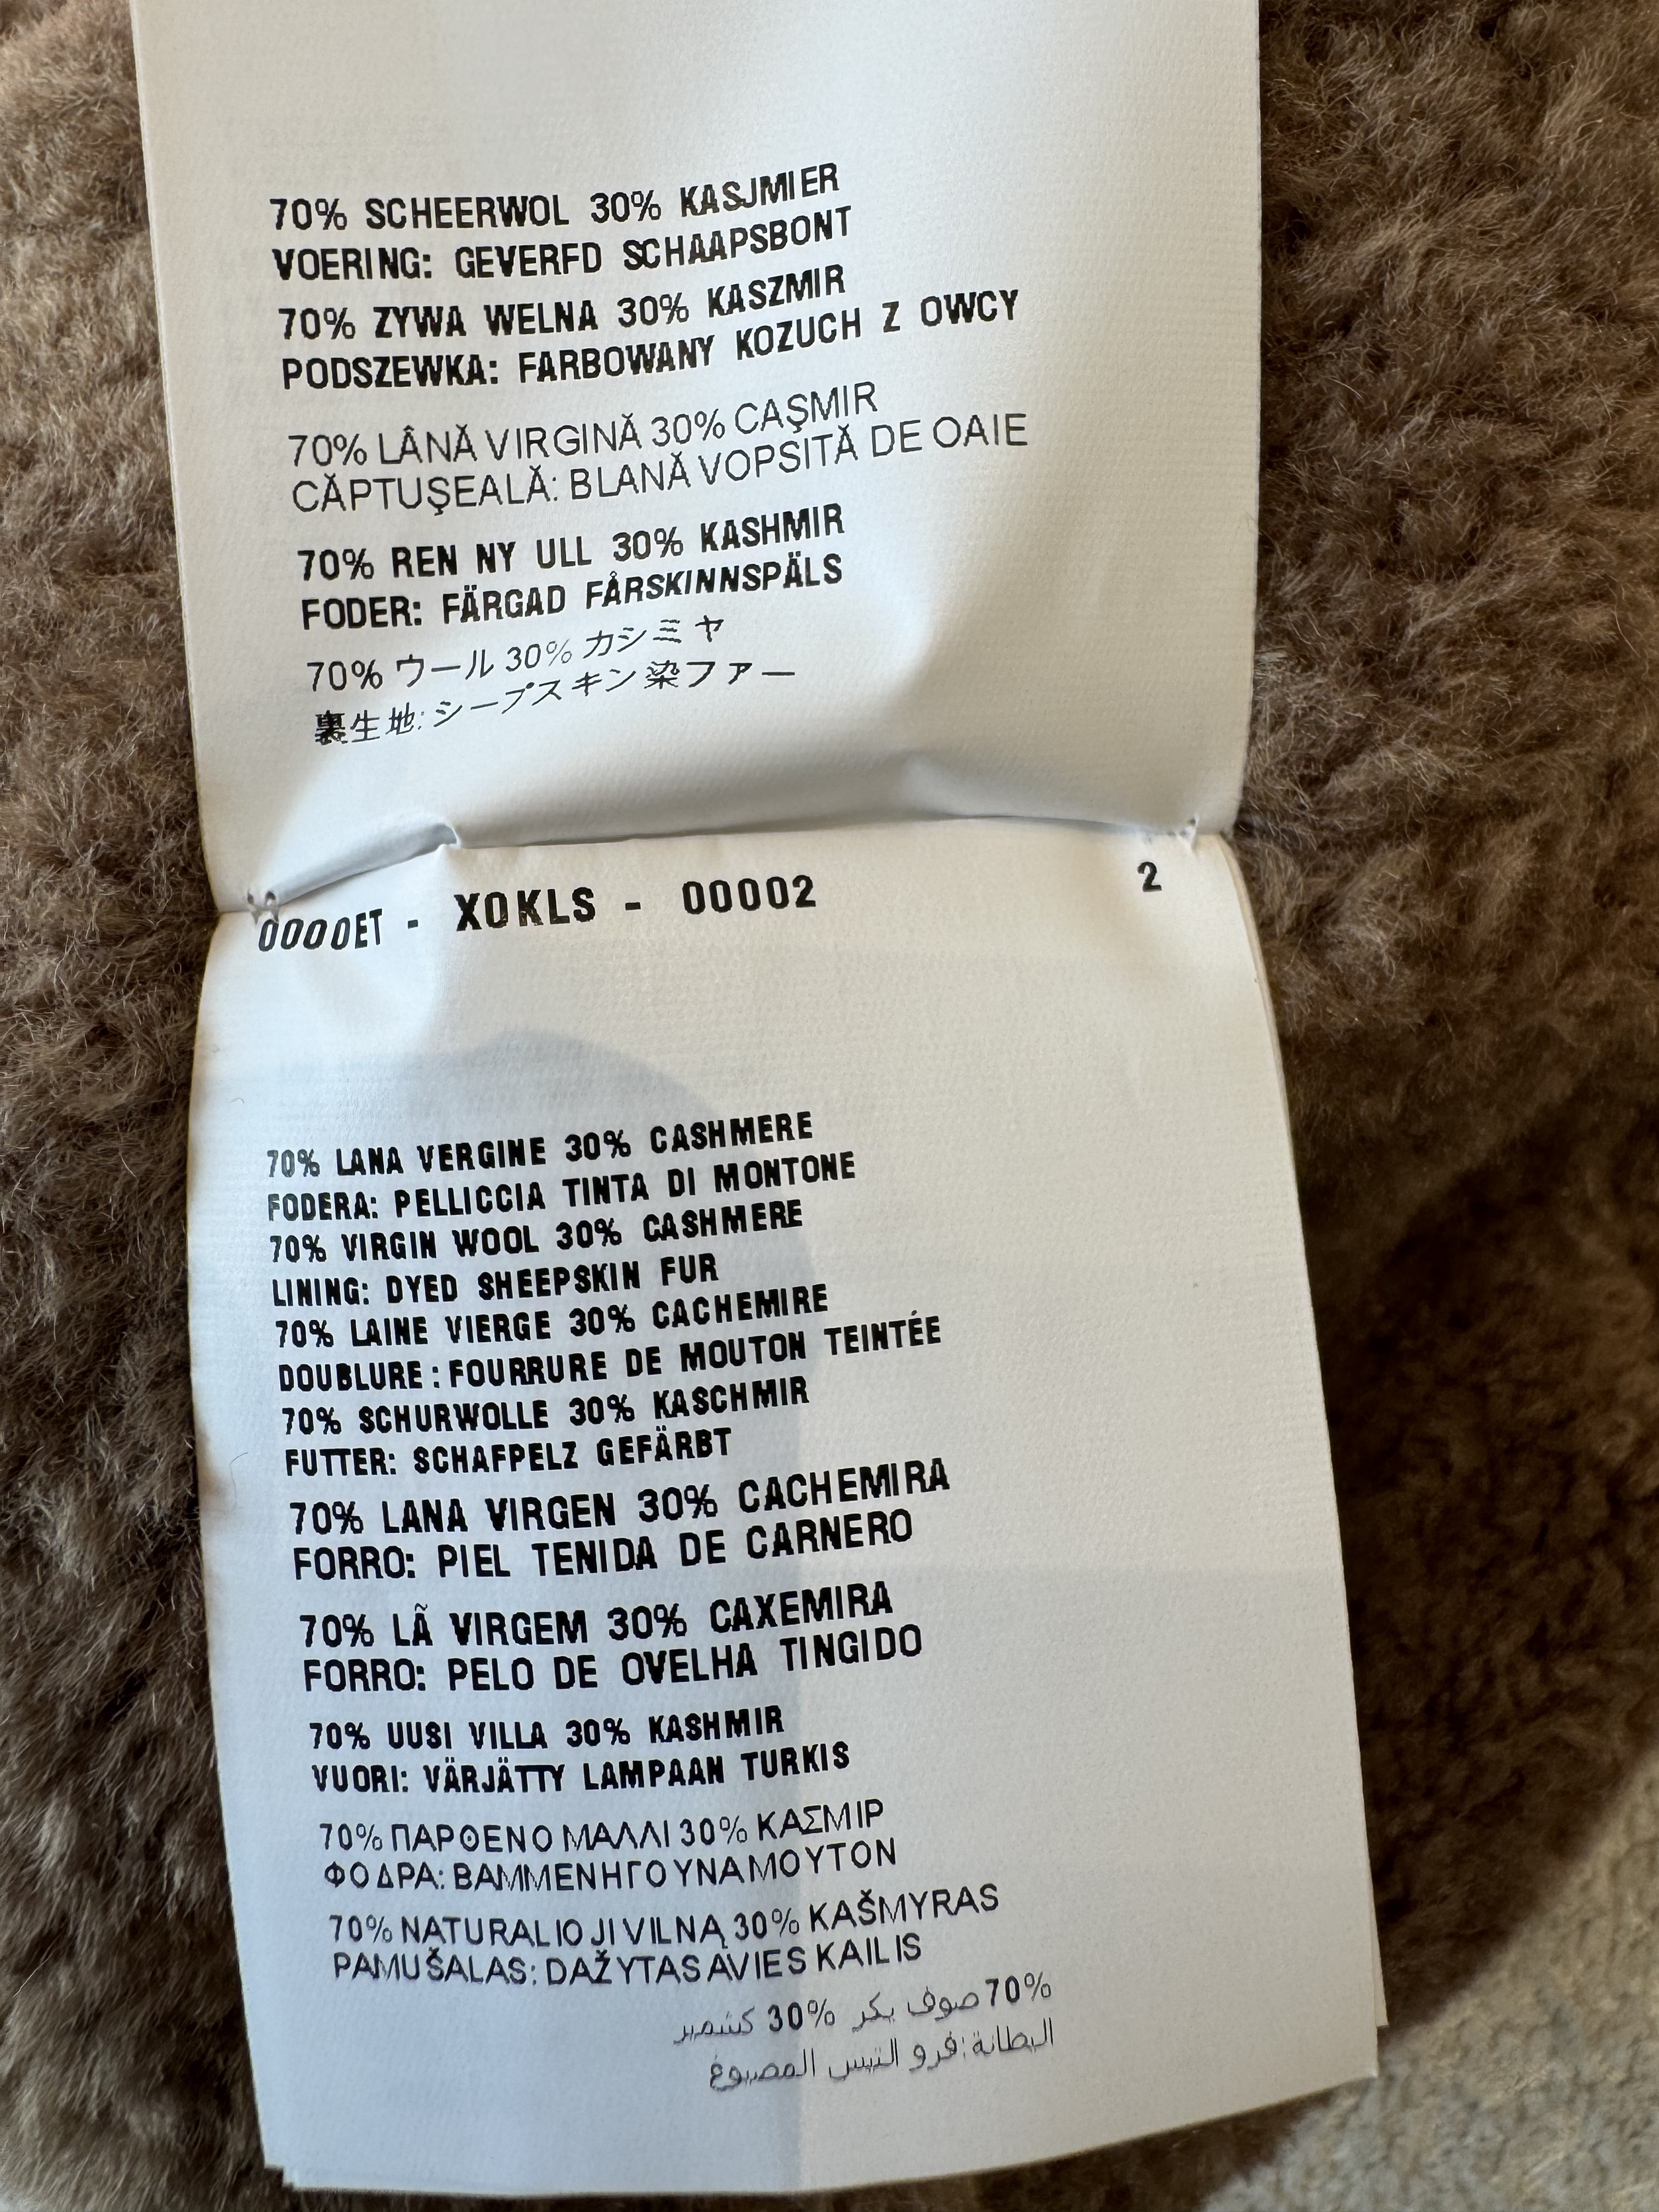 70% SCHEERWOL 30% KASJMIER
VOERING: GEVERFD SCHAAPSBONT
70% ZYWA WELNA 30% KASZMIR
PODSZEWKA: FARBOWANY KOZUCH Z OWCY
70% LÂNĂ VIRGINĂ 30% CAŞMIR
CĂPTUŞEALĂ: BLANĂ VOPSITĂ DE OAIE
70% REN NY ULL 30% KASHMIR
FODER: FÄRGAD FÅRSKINNSPÄLS
70% ウール 30% カシミヤ
裏生地: シープスキン染ファー
0000ET - XOKLS - 00002 2
70% LANA VERGINE 30% CASHMERE
FODERA: PELLICCIA TINTA DI MONTONE
70% VIRGIN WOOL 30% CASHMERE
LINING: DYED SHEEPSKIN FUR
70% LAINE VIERGE 30% CACHEMIRE
DOUBLURE : FOURRURE DE MOUTON TEINTÉE
70% SCHURWOLLE 30% KASCHMIR
FUTTER: SCHAFPELZ GEFÄRBT
70% LANA VIRGEN 30% CACHEMIRA
FORRO: PIEL TENIDA DE CARNERO
70% LÃ VIRGEM 30% CAXEMIRA
FORRO: PELO DE OVELHA TINGIDO
70% UUSI VILLA 30% KASHMIR
VUORI: VÄRJÄTTY LAMPAAN TURKIS
70% ΠΑΡΘΕΝΟ ΜΑΛΛΙ 30% ΚΑΣΜΙΡ
ΦΟΔΡΑ: ΒΑΜΜΕΝΗ ΓΟΥΝΑ ΜΟΥΤΟΝ
70% NATURALIOJI VILNĄ 30% KAŠMYRAS
PAMUŠALAS: DAŽYTAS AVIES KAILIS
70% صوف بكر 30% كشمير
البطانة: فرو التيس المصبوغ